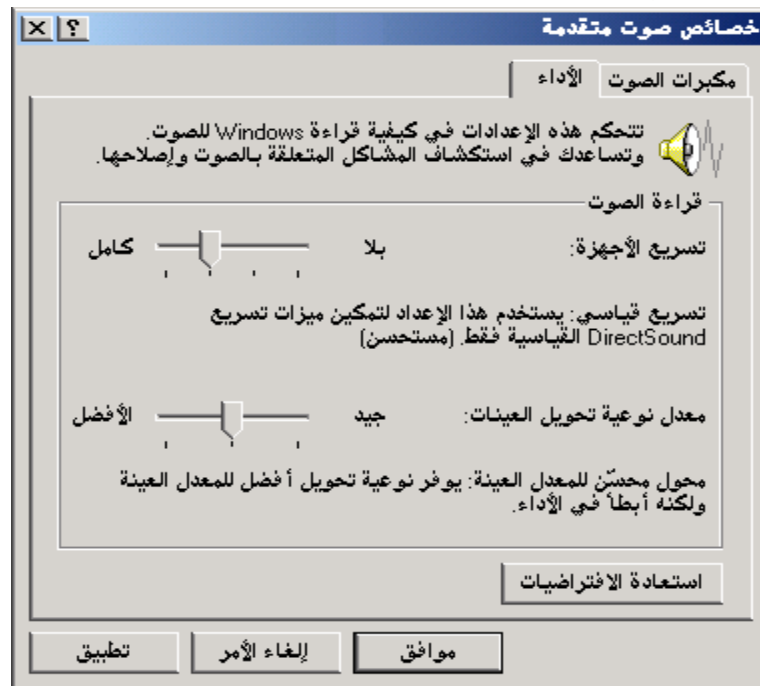 خصائص صوت متقدمة
مكبرات الصوت
الأداء
تتحكم هذه الإعدادات في كيفية قراءة Windows للصوت.
وتساعدك في استكشاف المشاكل المتعلقة بالصوت وإصلاحها.
قراءة الصوت
تسريع الأجهزة: بلا كامل
تسريع قياسي: يستخدم هذا الإعداد لتمكين ميزات تسريع
DirectSound القياسية فقط. (مستحسن)
معدل نوعية تحويل العينات: جيد الأفضل
محول محسّن للمعدل العينة: يوفر نوعية تحويل أفضل للمعدل العينة
ولكنه أبطأ في الأداء.
استعادة الافتراضيات
موافق إلغاء الأمر تطبيق